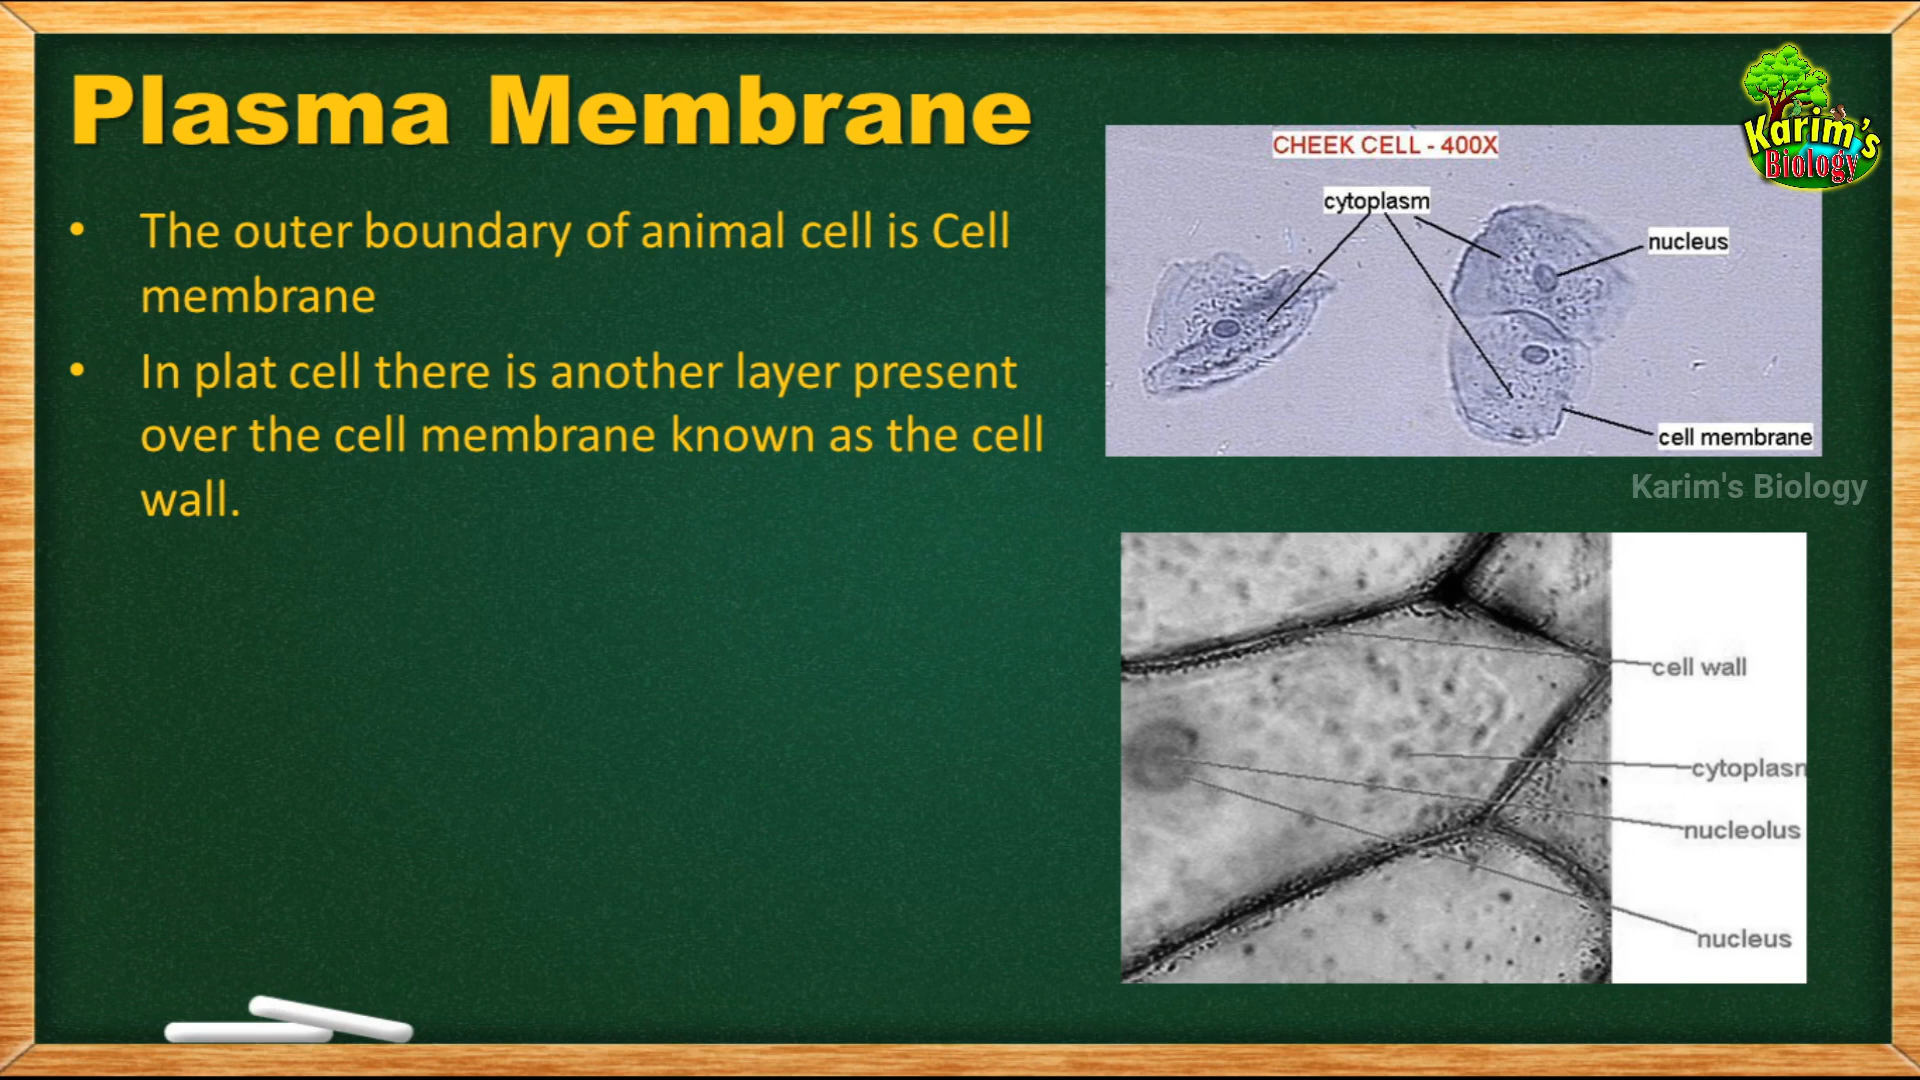 Plasma Membrane
• The outer boundary of animal cell is Cell
membrane
• In plat cell there is another layer present
over the cell membrane known as the cell
wall.
Karim's
Biology
CHEEK CELL - 400X
cytoplasm
nucleus
cell membrane
Karim's Biology
cell wall
cytoplasm
nucleolus
nucleus